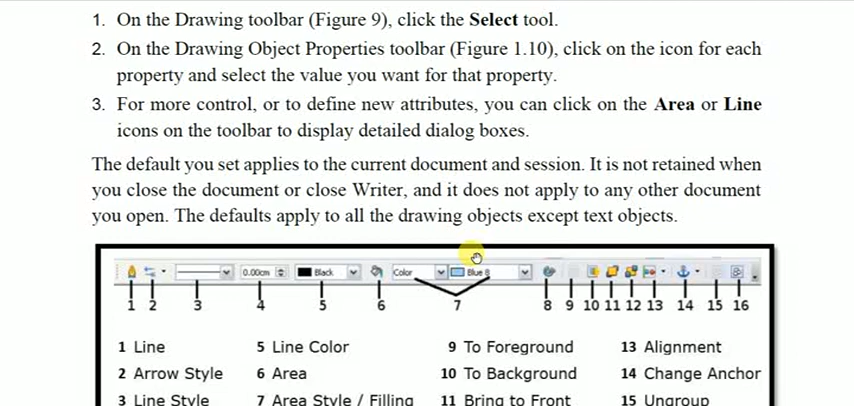 1. On the Drawing toolbar (Figure 9), click the Select tool.
2. On the Drawing Object Properties toolbar (Figure 1.10), click on the icon for each
property and select the value you want for that property.
3. For more control, or to define new attributes, you can click on the Area or Line
icons on the toolbar to display detailed dialog boxes.
The default you set applies to the current document and session. It is not retained when
you close the document or close Writer, and it does not apply to any other document
you open. The defaults apply to all the drawing objects except text objects.
0.00cm Black Color Blue 8
1 2 3 4 5 6 7 8 9 10 11 12 13 14 15 16
1 Line 5 Line Color 9 To Foreground 13 Alignment
2 Arrow Style 6 Area 10 To Background 14 Change Anchor
3 Line Style 7 Area Style / Filling 11 Bring to Front 15 Ungroup